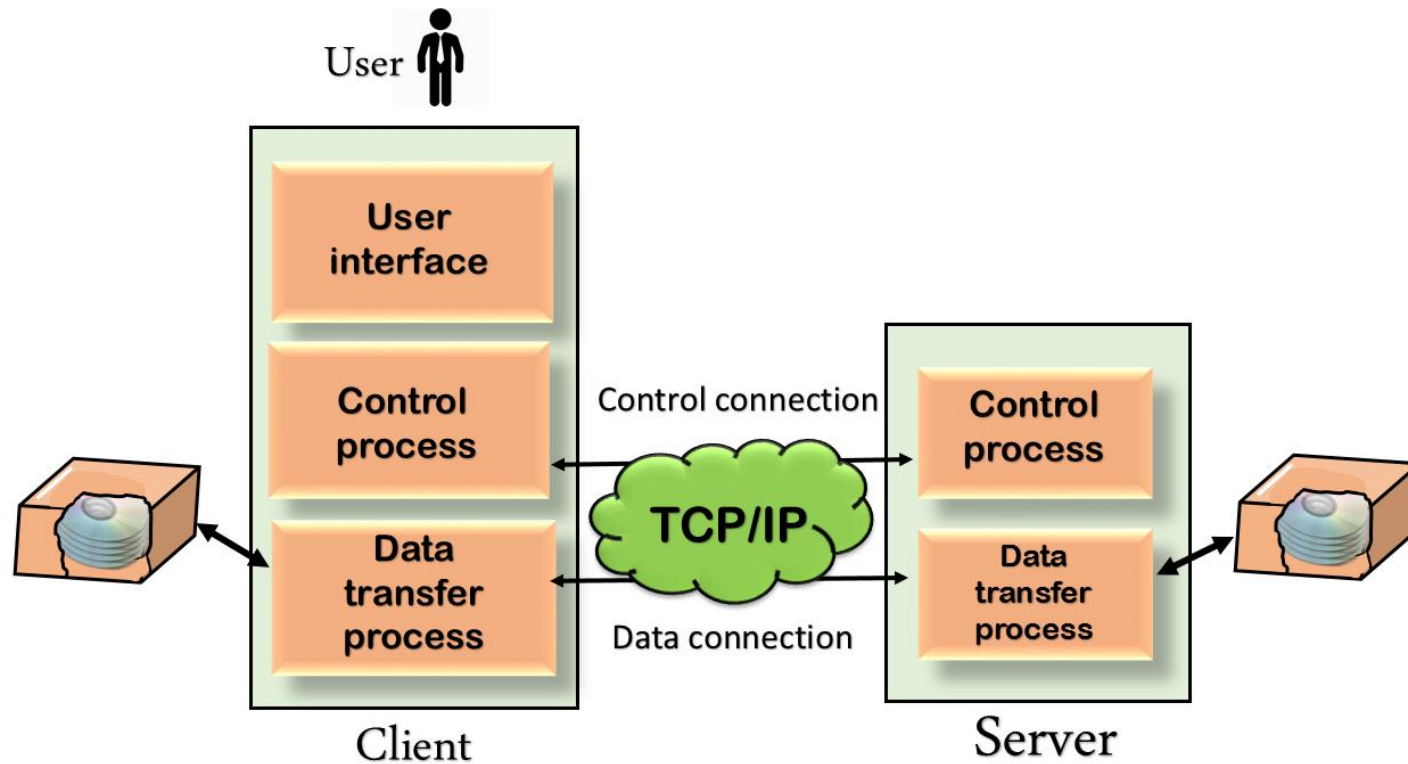 User
User
interface
Control
process
Data
transfer
process
Client
Control connection
TCP/IP
Data connection
Control
process
Data
transfer
process
Server